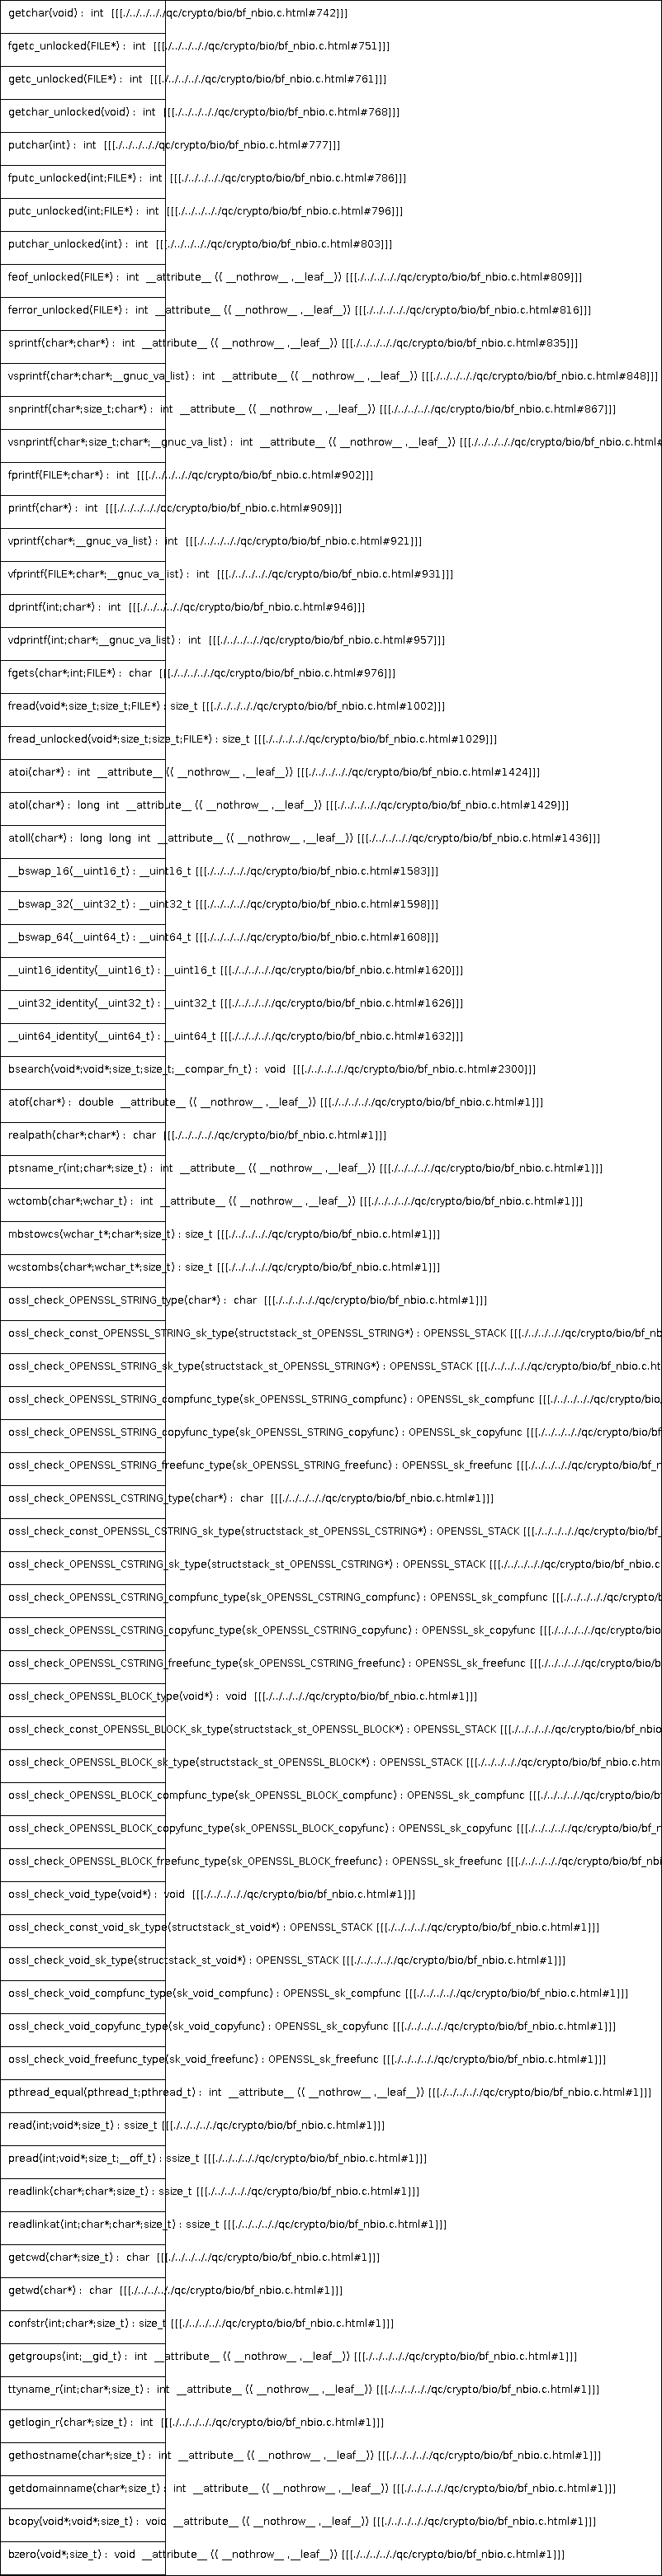 getchar(void) : int [[[./../../../qc/crypto/bio/bf_nbio.c.html#742]]]
fgetc_unlocked(FILE*) : int [[[./../../../qc/crypto/bio/bf_nbio.c.html#751]]]
getc_unlocked(FILE*) : int [[[./../../../qc/crypto/bio/bf_nbio.c.html#761]]]
getchar_unlocked(void) : int [[[./../../../qc/crypto/bio/bf_nbio.c.html#768]]]
putchar(int) : int [[[./../../../qc/crypto/bio/bf_nbio.c.html#777]]]
fputc_unlocked(int;FILE*) : int [[[./../../../qc/crypto/bio/bf_nbio.c.html#786]]]
putc_unlocked(int;FILE*) : int [[[./../../../qc/crypto/bio/bf_nbio.c.html#796]]]
putchar_unlocked(int) : int [[[./../../../qc/crypto/bio/bf_nbio.c.html#803]]]
feof_unlocked(FILE*) : int __attribute__ (( __nothrow__ ,__leaf__)) [[[./../../../qc/crypto/bio/bf_nbio.c.html#809]]]
ferror_unlocked(FILE*) : int __attribute__ (( __nothrow__ ,__leaf__)) [[[./../../../qc/crypto/bio/bf_nbio.c.html#816]]]
sprintf(char*;char*) : int __attribute__ (( __nothrow__ ,__leaf__)) [[[./../../../qc/crypto/bio/bf_nbio.c.html#835]]]
vsprintf(char*;char*;__gnuc_va_list) : int __attribute__ (( __nothrow__ ,__leaf__)) [[[./../../../qc/crypto/bio/bf_nbio.c.html#848]]]
snprintf(char*;size_t;char*) : int __attribute__ (( __nothrow__ ,__leaf__)) [[[./../../../qc/crypto/bio/bf_nbio.c.html#867]]]
vsnprintf(char*;size_t;char*;__gnuc_va_list) : int __attribute__ (( __nothrow__ ,__leaf__)) [[[./../../../qc/crypto/bio/bf_nbio.c.html#
fprintf(FILE*;char*) : int [[[./../../../qc/crypto/bio/bf_nbio.c.html#902]]]
printf(char*) : int [[[./../../../qc/crypto/bio/bf_nbio.c.html#909]]]
vprintf(char*;__gnuc_va_list) : int [[[./../../../qc/crypto/bio/bf_nbio.c.html#921]]]
vfprintf(FILE*;char*;__gnuc_va_list) : int [[[./../../../qc/crypto/bio/bf_nbio.c.html#931]]]
dprintf(int;char*) : int [[[./../../../qc/crypto/bio/bf_nbio.c.html#946]]]
vdprintf(int;char*;__gnuc_va_list) : int [[[./../../../qc/crypto/bio/bf_nbio.c.html#957]]]
fgets(char*;int;FILE*) : char [[[./../../../qc/crypto/bio/bf_nbio.c.html#976]]]
fread(void*;size_t;size_t;FILE*) : size_t [[[./../../../qc/crypto/bio/bf_nbio.c.html#1002]]]
fread_unlocked(void*;size_t;size_t;FILE*) : size_t [[[./../../../qc/crypto/bio/bf_nbio.c.html#1029]]]
atoi(char*) : int __attribute__ (( __nothrow__ ,__leaf__)) [[[./../../../qc/crypto/bio/bf_nbio.c.html#1424]]]
atol(char*) : long int __attribute__ (( __nothrow__ ,__leaf__)) [[[./../../../qc/crypto/bio/bf_nbio.c.html#1429]]]
atoll(char*) : long long int __attribute__ (( __nothrow__ ,__leaf__)) [[[./../../../qc/crypto/bio/bf_nbio.c.html#1436]]]
__bswap_16(__uint16_t) : __uint16_t [[[./../../../qc/crypto/bio/bf_nbio.c.html#1583]]]
__bswap_32(__uint32_t) : __uint32_t [[[./../../../qc/crypto/bio/bf_nbio.c.html#1598]]]
__bswap_64(__uint64_t) : __uint64_t [[[./../../../qc/crypto/bio/bf_nbio.c.html#1608]]]
__uint16_identity(__uint16_t) : __uint16_t [[[./../../../qc/crypto/bio/bf_nbio.c.html#1620]]]
__uint32_identity(__uint32_t) : __uint32_t [[[./../../../qc/crypto/bio/bf_nbio.c.html#1626]]]
__uint64_identity(__uint64_t) : __uint64_t [[[./../../../qc/crypto/bio/bf_nbio.c.html#1632]]]
bsearch(void*;void*;size_t;size_t;__compar_fn_t) : void [[[./../../../qc/crypto/bio/bf_nbio.c.html#2300]]]
atof(char*) : double __attribute__ (( __nothrow__ ,__leaf__)) [[[./../../../qc/crypto/bio/bf_nbio.c.html#1]]]
realpath(char*;char*) : char [[[./../../../qc/crypto/bio/bf_nbio.c.html#1]]]
ptsname_r(int;char*;size_t) : int __attribute__ (( __nothrow__ ,__leaf__)) [[[./../../../qc/crypto/bio/bf_nbio.c.html#1]]]
wctomb(char*;wchar_t) : int __attribute__ (( __nothrow__ ,__leaf__)) [[[./../../../qc/crypto/bio/bf_nbio.c.html#1]]]
mbstowcs(wchar_t*;char*;size_t) : size_t [[[./../../../qc/crypto/bio/bf_nbio.c.html#1]]]
wcstombs(char*;wchar_t*;size_t) : size_t [[[./../../../qc/crypto/bio/bf_nbio.c.html#1]]]
ossl_check_OPENSSL_STRING_type(char*) : char [[[./../../../qc/crypto/bio/bf_nbio.c.html#1]]]
ossl_check_const_OPENSSL_STRING_sk_type(structstack_st_OPENSSL_STRING*) : OPENSSL_STACK [[[./../../../qc/crypto/bio/bf_nb
ossl_check_OPENSSL_STRING_sk_type(structstack_st_OPENSSL_STRING*) : OPENSSL_STACK [[[./../../../qc/crypto/bio/bf_nbio.c.ht
ossl_check_OPENSSL_STRING_compfunc_type(sk_OPENSSL_STRING_compfunc) : OPENSSL_sk_compfunc [[[./../../../qc/crypto/bio/
ossl_check_OPENSSL_STRING_copyfunc_type(sk_OPENSSL_STRING_copyfunc) : OPENSSL_sk_copyfunc [[[./../../../qc/crypto/bio/bf
ossl_check_OPENSSL_STRING_freefunc_type(sk_OPENSSL_STRING_freefunc) : OPENSSL_sk_freefunc [[[./../../../qc/crypto/bio/bf_n
ossl_check_OPENSSL_CSTRING_type(char*) : char [[[./../../../qc/crypto/bio/bf_nbio.c.html#1]]]
ossl_check_const_OPENSSL_CSTRING_sk_type(structstack_st_OPENSSL_CSTRING*) : OPENSSL_STACK [[[./../../../qc/crypto/bio/bf_
ossl_check_OPENSSL_CSTRING_sk_type(structstack_st_OPENSSL_CSTRING*) : OPENSSL_STACK [[[./../../../qc/crypto/bio/bf_nbio.c
ossl_check_OPENSSL_CSTRING_compfunc_type(sk_OPENSSL_CSTRING_compfunc) : OPENSSL_sk_compfunc [[[./../../../qc/crypto/b
ossl_check_OPENSSL_CSTRING_copyfunc_type(sk_OPENSSL_CSTRING_copyfunc) : OPENSSL_sk_copyfunc [[[./../../../qc/crypto/bio
ossl_check_OPENSSL_CSTRING_freefunc_type(sk_OPENSSL_CSTRING_freefunc) : OPENSSL_sk_freefunc [[[./../../../qc/crypto/bio/b
ossl_check_OPENSSL_BLOCK_type(void*) : void [[[./../../../qc/crypto/bio/bf_nbio.c.html#1]]]
ossl_check_const_OPENSSL_BLOCK_sk_type(structstack_st_OPENSSL_BLOCK*) : OPENSSL_STACK [[[./../../../qc/crypto/bio/bf_nbio
ossl_check_OPENSSL_BLOCK_sk_type(structstack_st_OPENSSL_BLOCK*) : OPENSSL_STACK [[[./../../../qc/crypto/bio/bf_nbio.c.htm
ossl_check_OPENSSL_BLOCK_compfunc_type(sk_OPENSSL_BLOCK_compfunc) : OPENSSL_sk_compfunc [[[./../../../qc/crypto/bio/b
ossl_check_OPENSSL_BLOCK_copyfunc_type(sk_OPENSSL_BLOCK_copyfunc) : OPENSSL_sk_copyfunc [[[./../../../qc/crypto/bio/bf_n
ossl_check_OPENSSL_BLOCK_freefunc_type(sk_OPENSSL_BLOCK_freefunc) : OPENSSL_sk_freefunc [[[./../../../qc/crypto/bio/bf_nbi
ossl_check_void_type(void*) : void [[[./../../../qc/crypto/bio/bf_nbio.c.html#1]]]
ossl_check_const_void_sk_type(structstack_st_void*) : OPENSSL_STACK [[[./../../../qc/crypto/bio/bf_nbio.c.html#1]]]
ossl_check_void_sk_type(structstack_st_void*) : OPENSSL_STACK [[[./../../../qc/crypto/bio/bf_nbio.c.html#1]]]
ossl_check_void_compfunc_type(sk_void_compfunc) : OPENSSL_sk_compfunc [[[./../../../qc/crypto/bio/bf_nbio.c.html#1]]]
ossl_check_void_copyfunc_type(sk_void_copyfunc) : OPENSSL_sk_copyfunc [[[./../../../qc/crypto/bio/bf_nbio.c.html#1]]]
ossl_check_void_freefunc_type(sk_void_freefunc) : OPENSSL_sk_freefunc [[[./../../../qc/crypto/bio/bf_nbio.c.html#1]]]
pthread_equal(pthread_t;pthread_t) : int __attribute__ (( __nothrow__ ,__leaf__)) [[[./../../../qc/crypto/bio/bf_nbio.c.html#1]]]
read(int;void*;size_t) : ssize_t [[[./../../../qc/crypto/bio/bf_nbio.c.html#1]]]
pread(int;void*;size_t;__off_t) : ssize_t [[[./../../../qc/crypto/bio/bf_nbio.c.html#1]]]
readlink(char*;char*;size_t) : ssize_t [[[./../../../qc/crypto/bio/bf_nbio.c.html#1]]]
readlinkat(int;char*;char*;size_t) : ssize_t [[[./../../../qc/crypto/bio/bf_nbio.c.html#1]]]
getcwd(char*;size_t) : char [[[./../../../qc/crypto/bio/bf_nbio.c.html#1]]]
getwd(char*) : char [[[./../../../qc/crypto/bio/bf_nbio.c.html#1]]]
confstr(int;char*;size_t) : size_t [[[./../../../qc/crypto/bio/bf_nbio.c.html#1]]]
getgroups(int;__gid_t) : int __attribute__ (( __nothrow__ ,__leaf__)) [[[./../../../qc/crypto/bio/bf_nbio.c.html#1]]]
ttyname_r(int;char*;size_t) : int __attribute__ (( __nothrow__ ,__leaf__)) [[[./../../../qc/crypto/bio/bf_nbio.c.html#1]]]
getlogin_r(char*;size_t) : int [[[./../../../qc/crypto/bio/bf_nbio.c.html#1]]]
gethostname(char*;size_t) : int __attribute__ (( __nothrow__ ,__leaf__)) [[[./../../../qc/crypto/bio/bf_nbio.c.html#1]]]
getdomainname(char*;size_t) : int __attribute__ (( __nothrow__ ,__leaf__)) [[[./../../../qc/crypto/bio/bf_nbio.c.html#1]]]
bcopy(void*;void*;size_t) : void __attribute__ (( __nothrow__ ,__leaf__)) [[[./../../../qc/crypto/bio/bf_nbio.c.html#1]]]
bzero(void*;size_t) : void __attribute__ (( __nothrow__ ,__leaf__)) [[[./../../../qc/crypto/bio/bf_nbio.c.html#1]]]